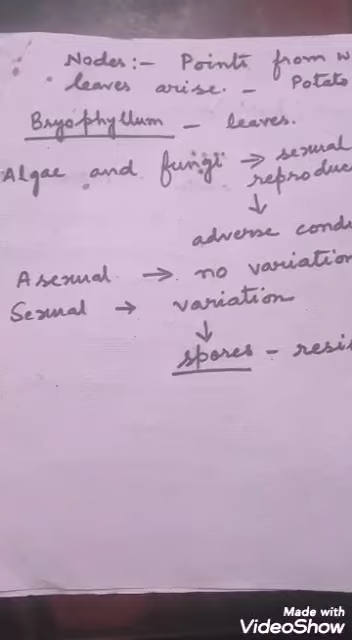 Nodes:- Points from w
leaves arise. - Potato
Bryophyllum - leaves.
Algae and fungi → sexual
reproduc
↓
adverse cond
Asexual → no variation
Sexual → variation
↓
spores - resi
Made with
VideoShow